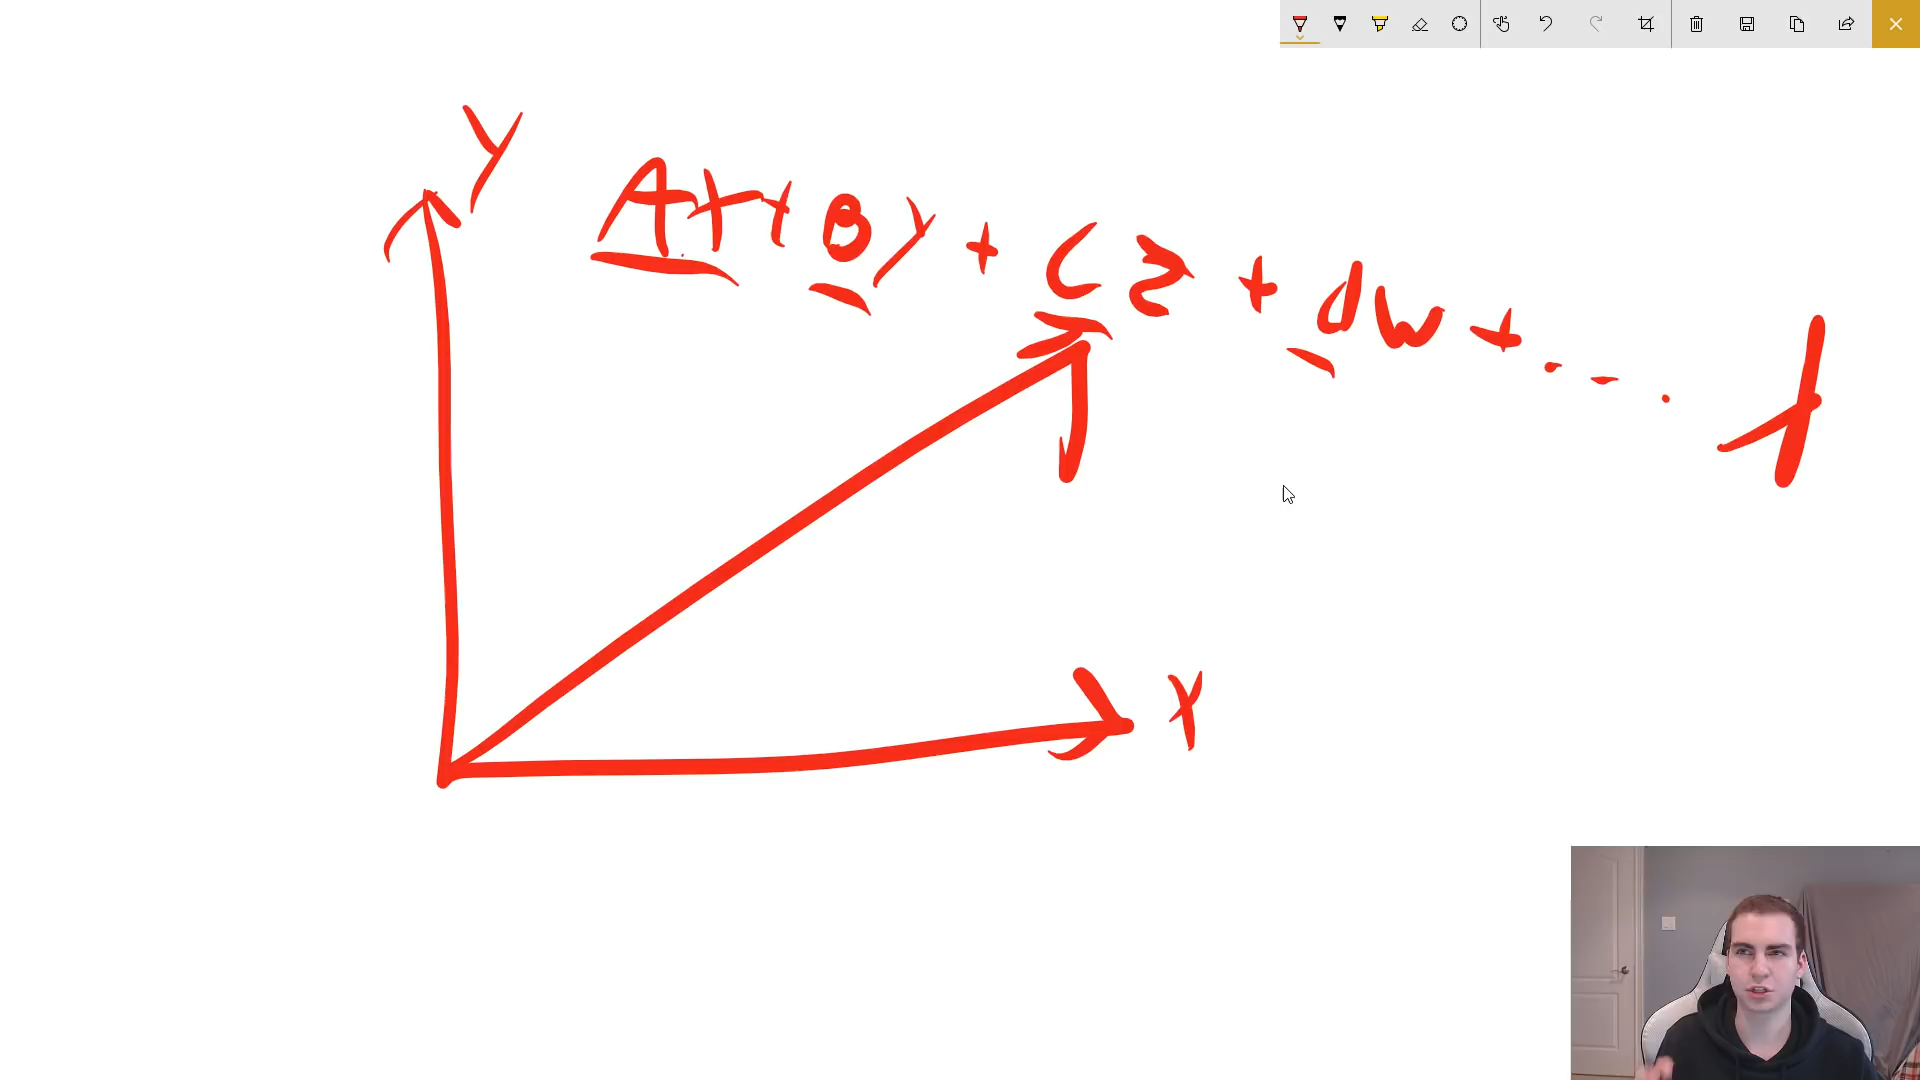 y
Ax + By + Cz + dw + ...
x